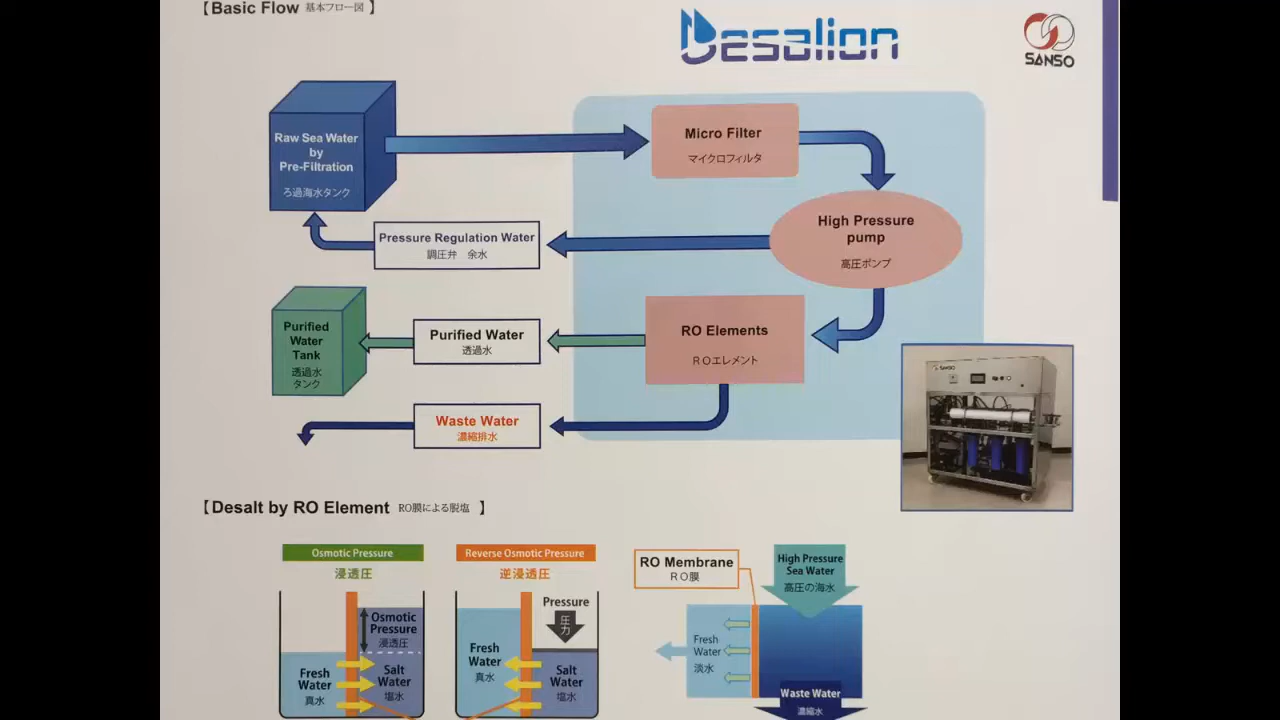 【Basic Flow 基本フロー図 】
Desalion
SANSO
Raw Sea Water
by
Pre-Filtration
ろ過海水タンク
Micro Filter
マイクロフィルタ
High Pressure
pump
高圧ポンプ
Pressure Regulation Water
調圧弁 余水
Purified
Water
Tank
透過水
タンク
Purified Water
透過水
RO Elements
ROエレメント
Waste Water
濃縮排水
SANSO
【Desalt by RO Element RO膜による脱塩 】
Osmotic Pressure
浸透圧
Osmotic
Pressure
浸透圧
Fresh
Water
真水
Salt
Water
塩水
Reverse Osmotic Pressure
逆浸透圧
Pressure
圧力
Fresh
Water
真水
Salt
Water
塩水
RO Membrane
RO膜
High Pressure
Sea Water
高圧の海水
Fresh
Water
淡水
Waste Water
濃縮水